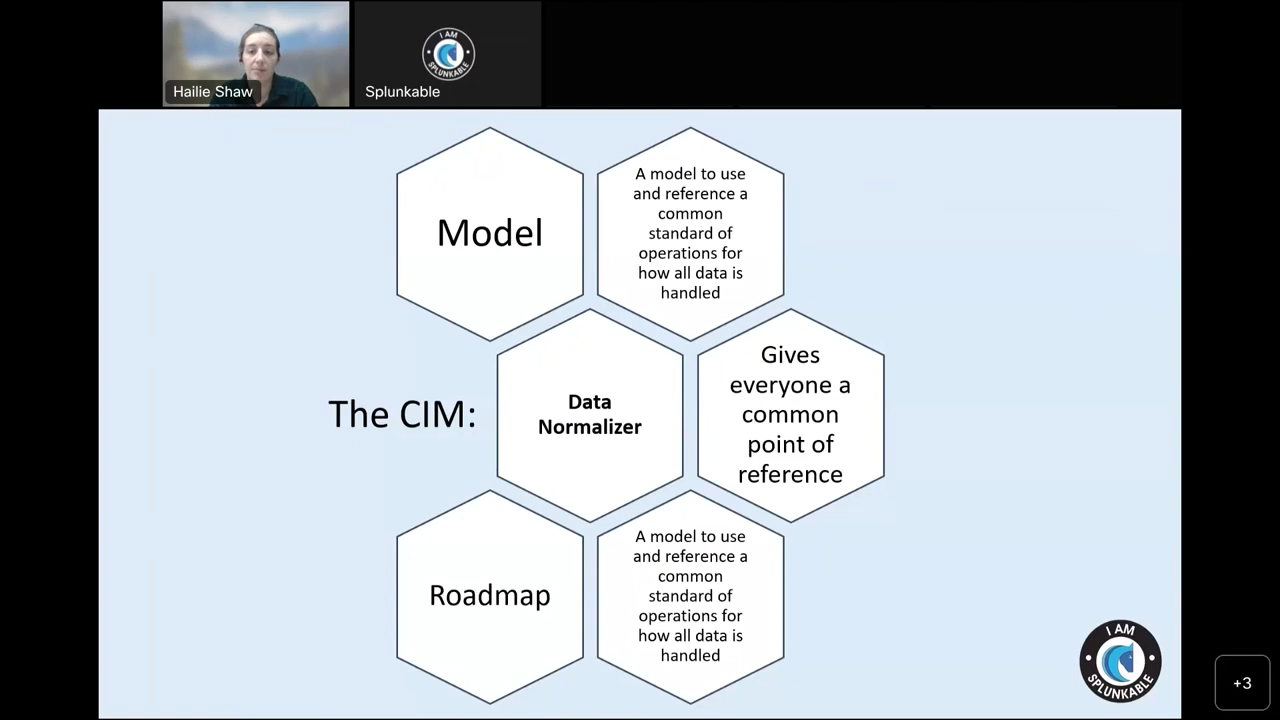 I AM
SPLUNKABLE
Hailie Shaw
Splunkable
Model
A model to use
and reference a
common
standard of
operations for
how all data is
handled
The CIM:
Data
Normalizer
Gives
everyone a
common
point of
reference
Roadmap
A model to use
and reference a
common
standard of
operations for
how all data is
handled
I AM
SPLUNKABLE
+3